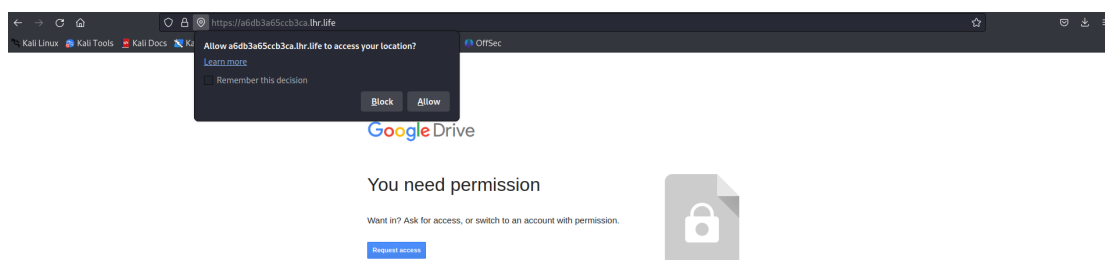 https://a6db3a65ccb3ca.lhr.life
Kali Linux Kali Tools Kali Docs Ka OffSec
Allow a6db3a65ccb3ca.lhr.life to access your location?
Learn more
Remember this decision
Block Allow
Google Drive
You need permission
Want in? Ask for access, or switch to an account with permission.
Request access